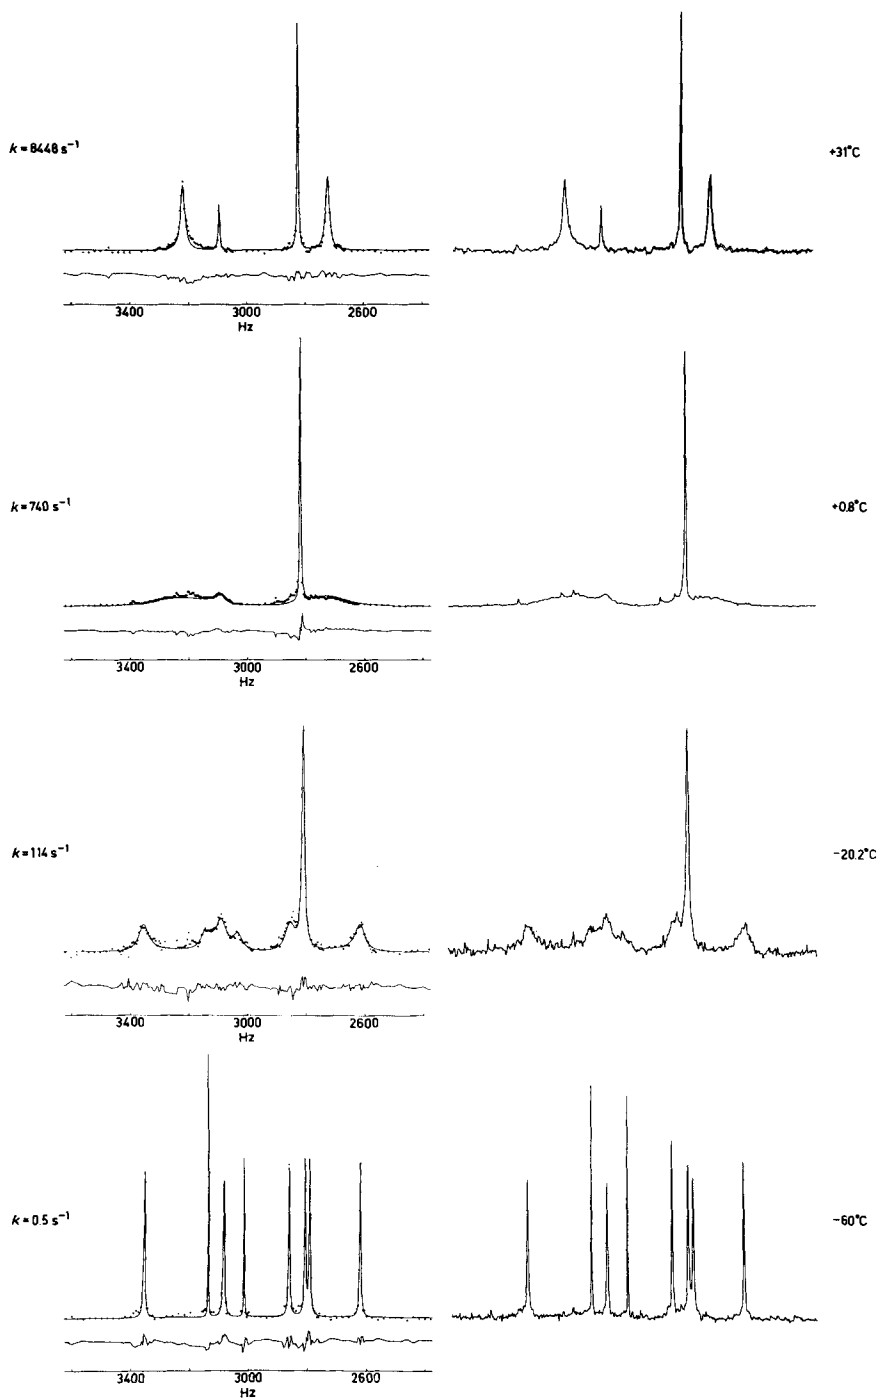 k = 8448 s⁻¹
+31°C
3400 3000 2600
Hz
k = 740 s⁻¹
+0.8°C
3400 3000 2600
Hz
k = 114 s⁻¹
−20.2°C
3400 3000 2600
Hz
k = 0.5 s⁻¹
−60°C
3400 3000 2600
Hz